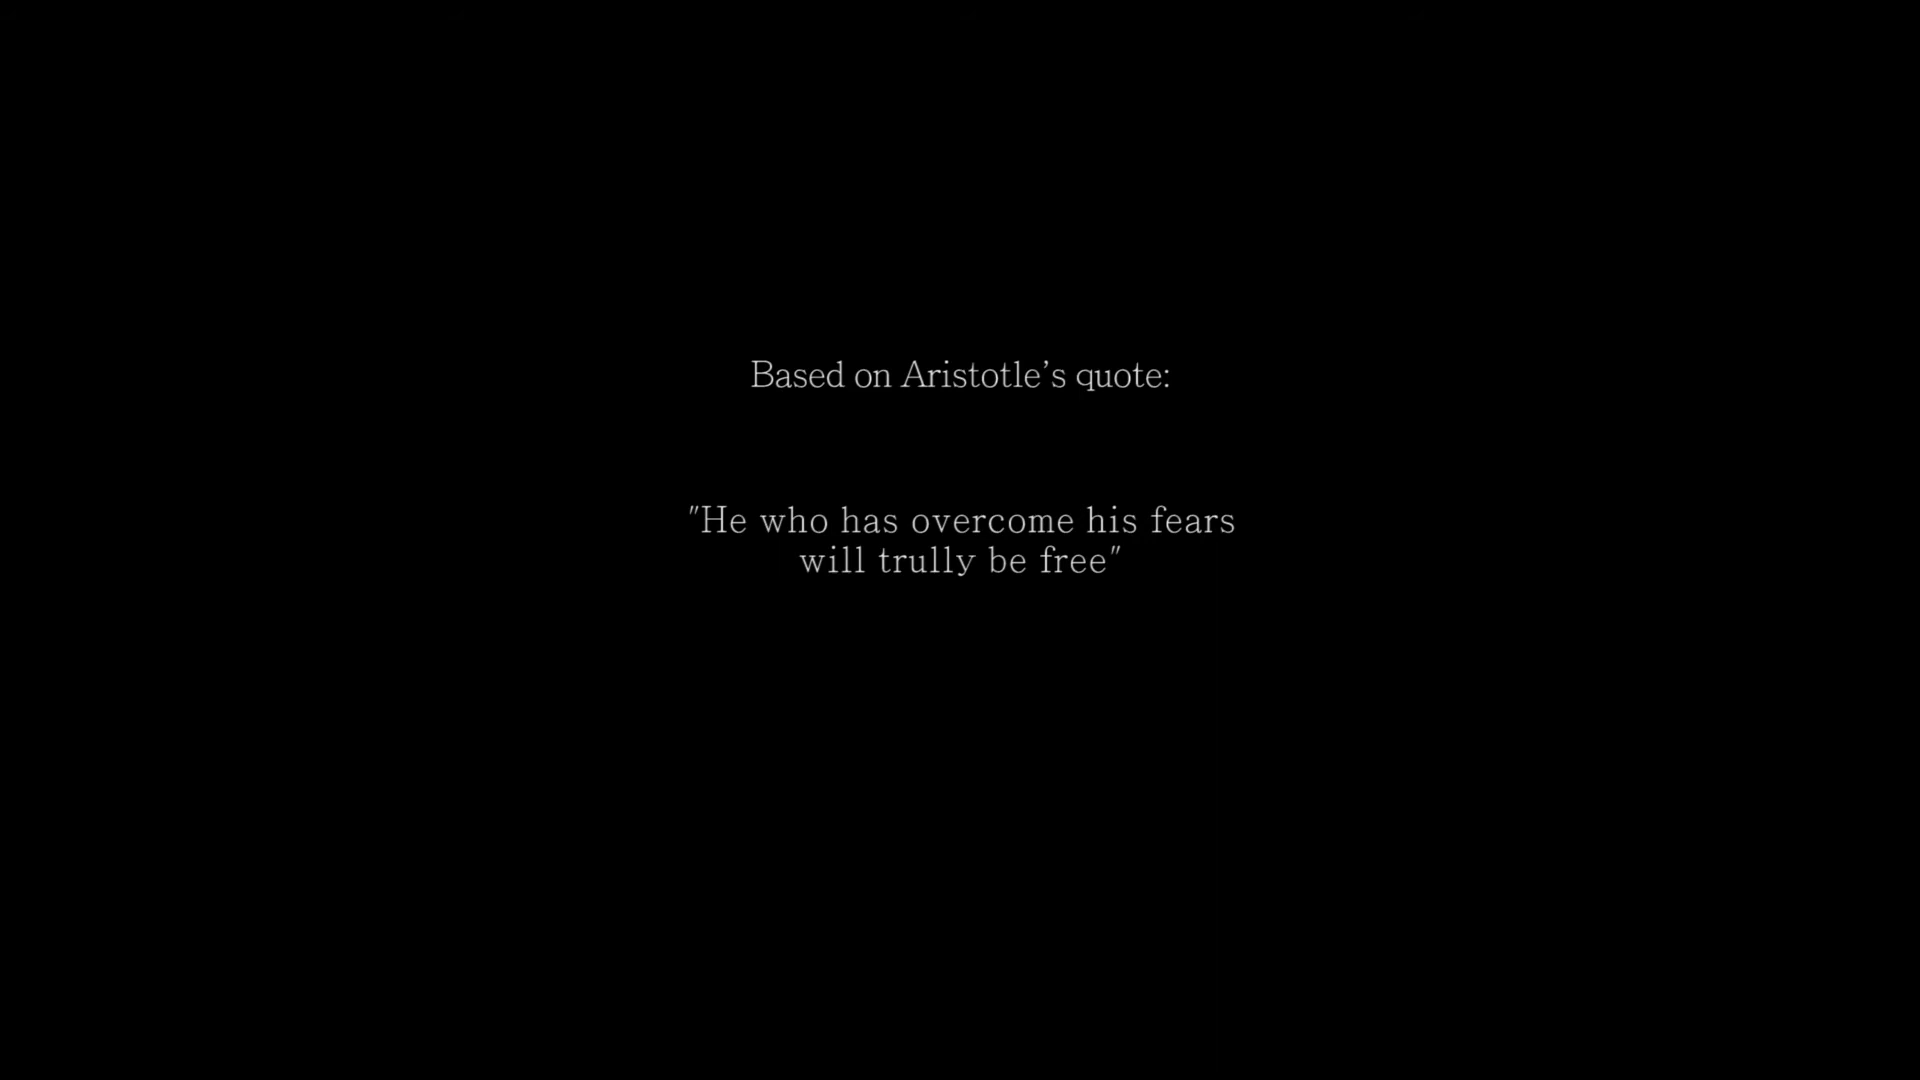 Based on Aristotle’s quote:
"He who has overcome his fears
will trully be free"